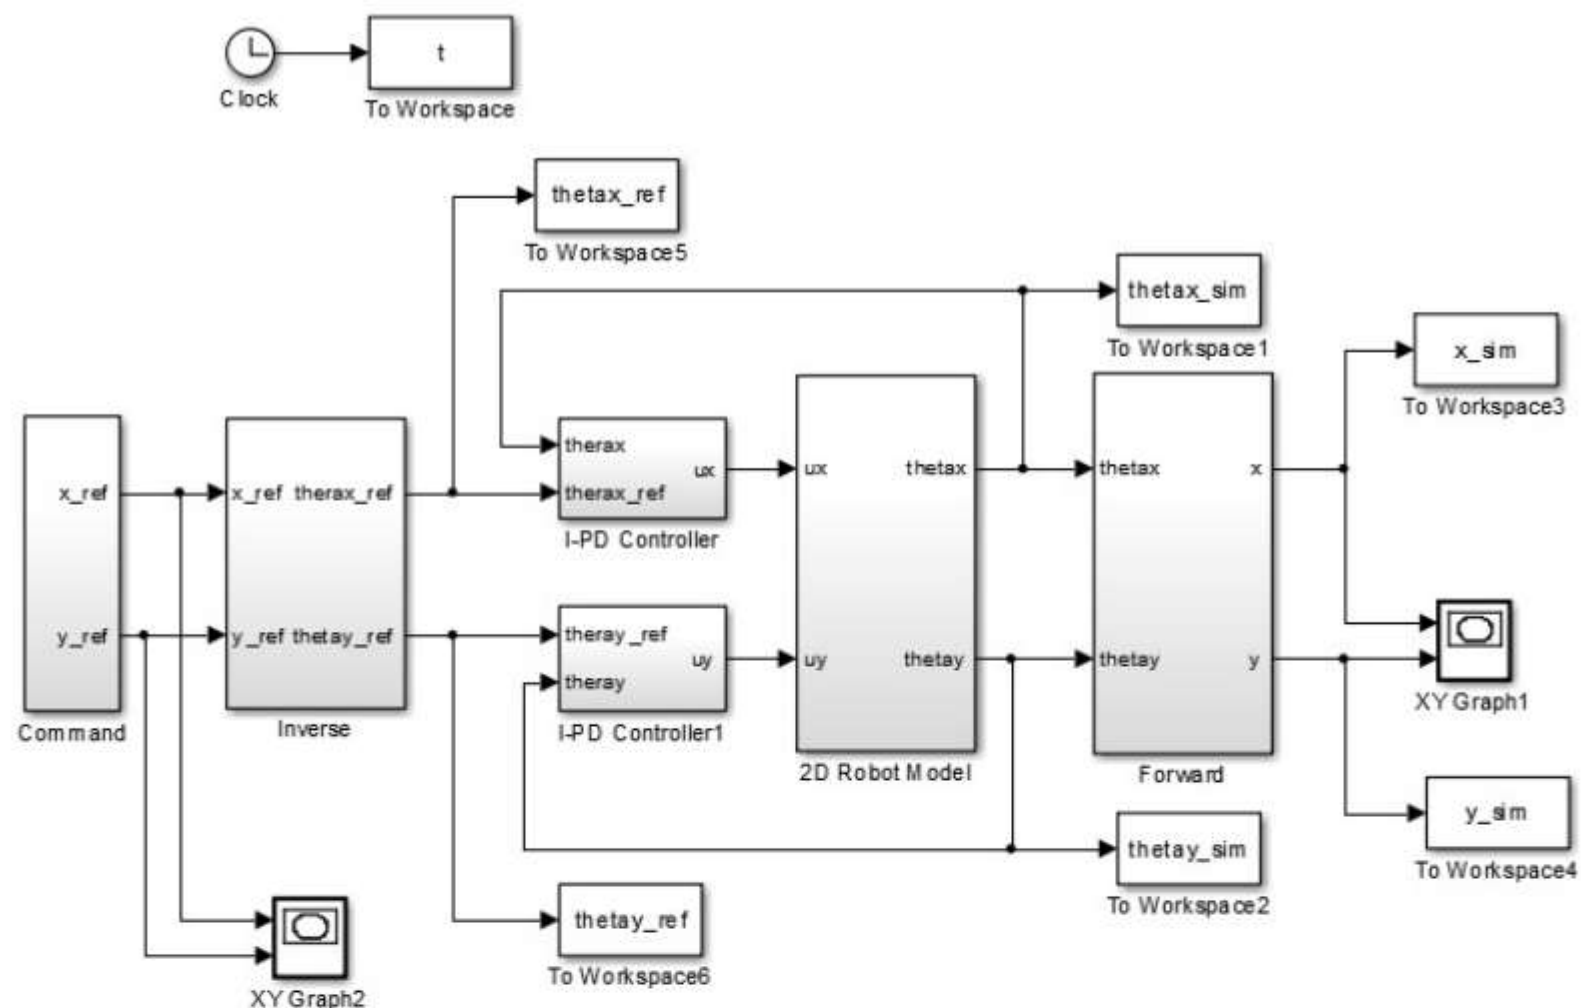 t
Clock
To Workspace
thetax_ref
To Workspace5
thetax_sim
To Workspace1
x_sim
To Workspace3
x_ref
y_ref
Command
x_ref therax_ref
y_ref thetay_ref
Inverse
therax
ux
therax_ref
I-PD Controller
theray_ref
uy
theray
I-PD Controller1
ux thetax
uy thetay
2D Robot Model
thetax x
thetay y
Forward
XY Graph1
y_sim
To Workspace4
thetay_sim
To Workspace2
thetay_ref
To Workspace6
XY Graph2